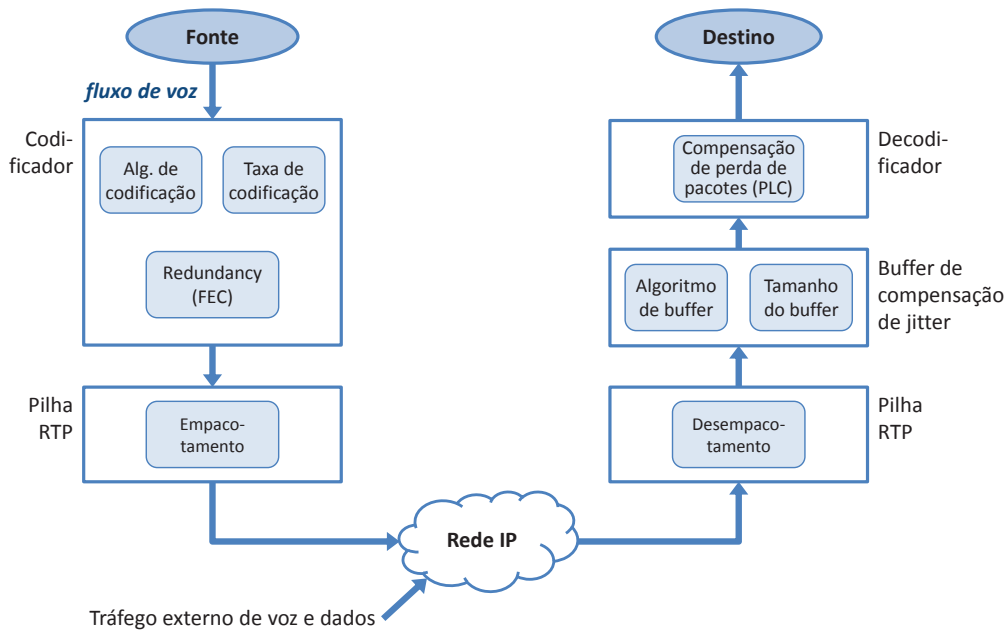 Fonte
fluxo de voz
Codi-
ficador
Alg. de
codificação
Taxa de
codificação
Redundancy
(FEC)
Pilha
RTP
Empaco-
tamento
Rede IP
Tráfego externo de voz e dados
Destino
Decodi-
ficador
Compensação
de perda de
pacotes (PLC)
Buffer de
compensação
de jitter
Algoritmo
de buffer
Tamanho
do buffer
Pilha
RTP
Desempaco-
tamento